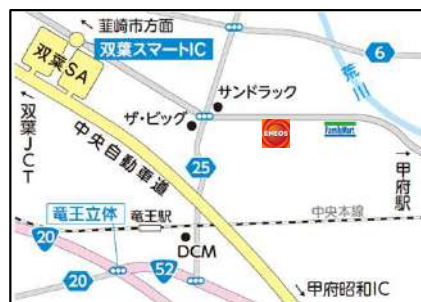 韮崎市方面
双葉スマートIC
双葉SA
6
荒川
サンドラック
ザ・ビッグ
ENEOS
FamilyMart
双葉JCT
中央自動車道
25
甲府駅
竜王立体
竜王駅
中央本線
20
DCM
20
52
甲府昭和IC